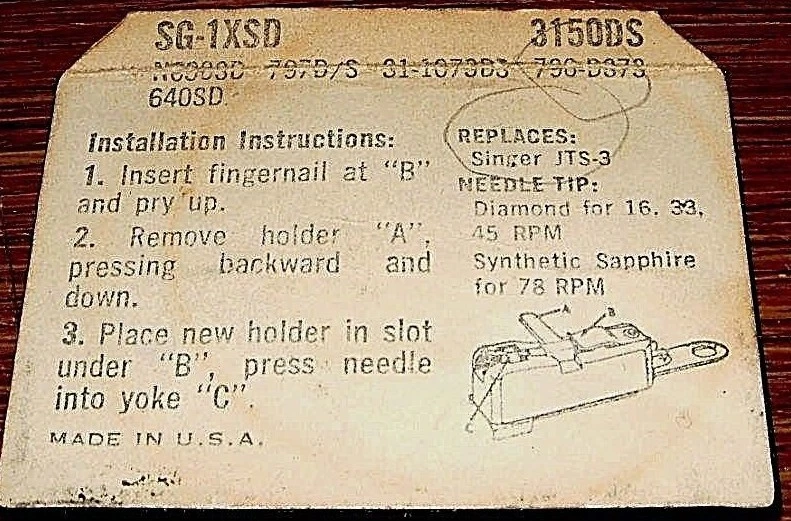 SG-1XSD 3150DS
797D/S
640SD
Installation Instructions:
1. Insert fingernail at "B"
and pry up.
2. Remove holder "A",
pressing backward and
down.
3. Place new holder in slot
under "B", press needle
into yoke "C".
MADE IN U.S.A.
REPLACES:
Singer JTS-3
NEEDLE TIP:
Diamond for 16, 33,
45 RPM
Synthetic Sapphire
for 78 RPM
A
B
C